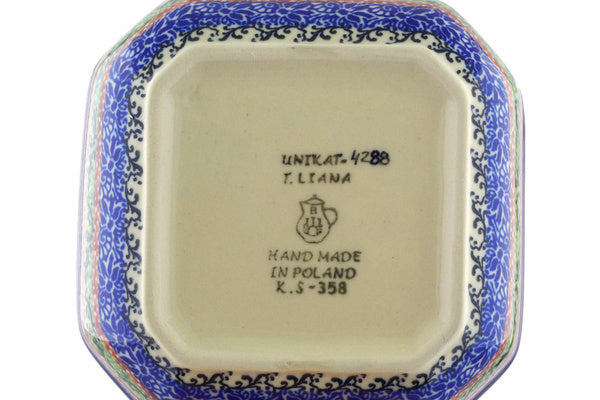 UNIKAT-4288
T.LIANA
B
HAND MADE
IN POLAND
K.S-358